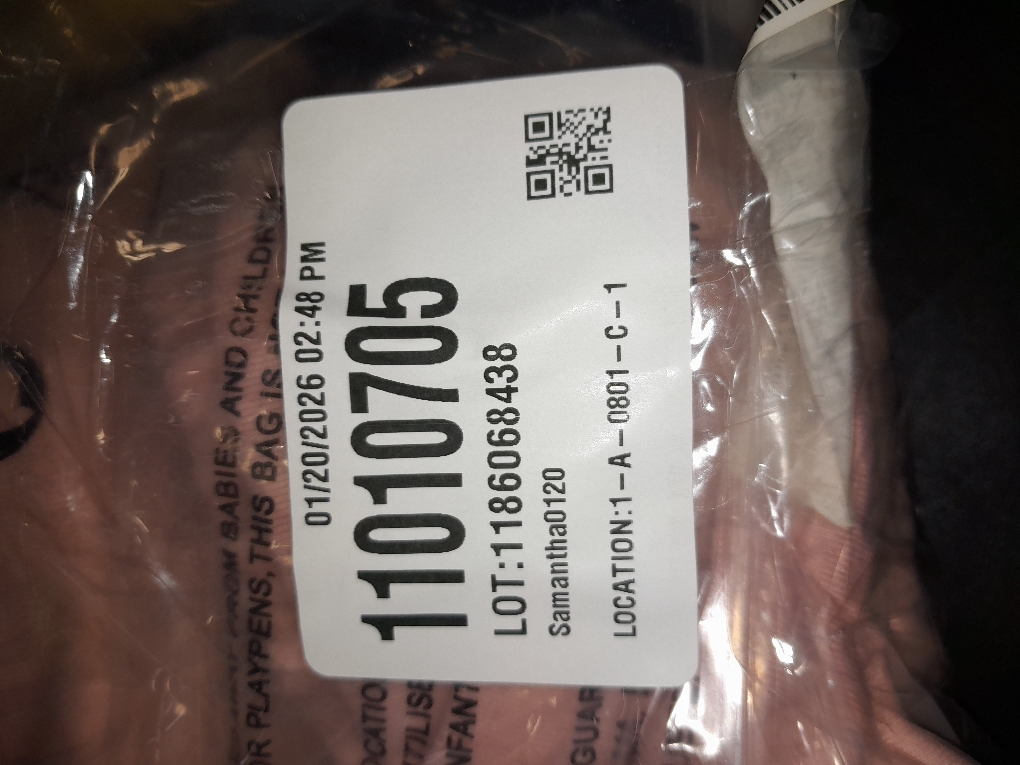 01/20/2026 02:48 PM
11010705
LOT:1186068438
Samantha0120
LOCATION:1-A-0801-C-1
FROM BABIES AND CHILDREN
OR PLAYPENS, THIS BAG IS